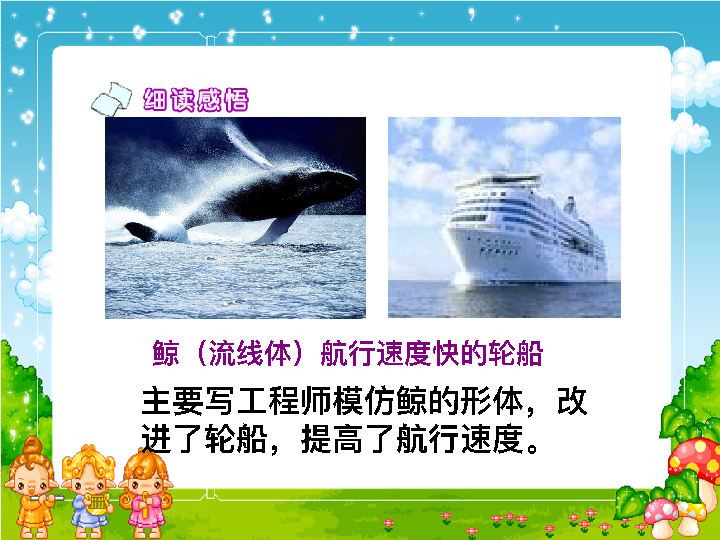 细读感悟
鲸（流线体）航行速度快的轮船
主要写工程师模仿鲸的形体，改
进了轮船，提高了航行速度。